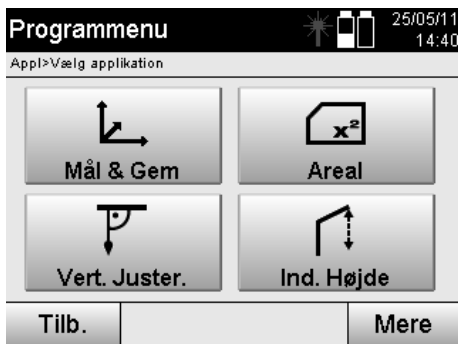 Programmenu
25/05/11
14:40
Appl>Vælg applikation
Mål & Gem
x²
Areal
Vert. Juster.
Ind. Højde
Tilb.
Mere